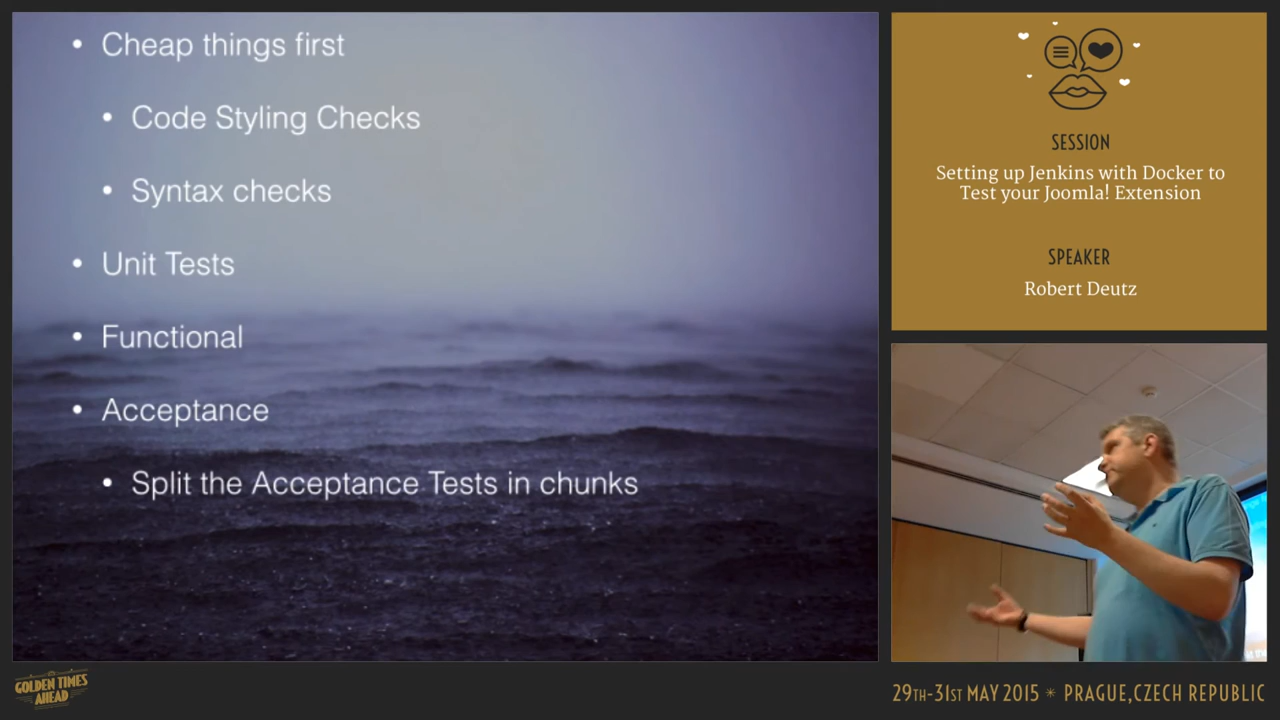 • Cheap things first
• Code Styling Checks
• Syntax checks
• Unit Tests
• Functional
• Acceptance
• Split the Acceptance Tests in chunks
SESSION
Setting up Jenkins with Docker to
Test your Joomla! Extension
SPEAKER
Robert Deutz
GOLDEN TIMES
AHEAD
29TH-31ST MAY 2015 * PRAGUE,CZECH REPUBLIC